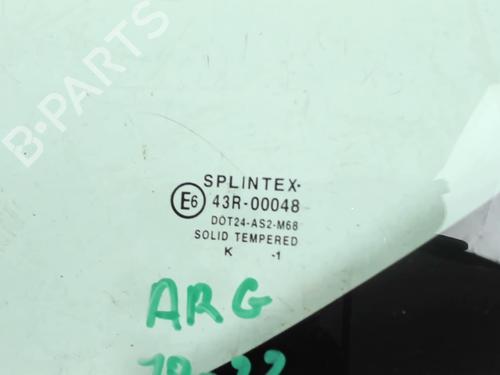 B-PARTS
SPLINTEX
E6 43R-00048
DOT24-AS2-M68
SOLID TEMPERED
K -1
ARG